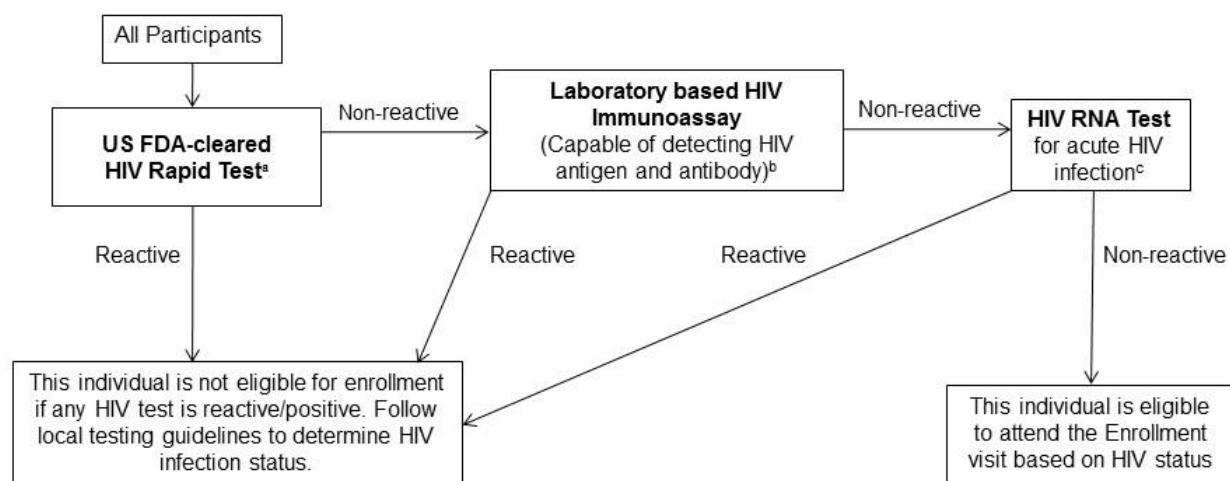 All Participants
US FDA-cleared
HIV Rapid Testᵃ
Non-reactive
Laboratory based HIV
Immunoassay
(Capable of detecting HIV
antigen and antibody)ᵇ
Non-reactive
HIV RNA Test
for acute HIV
infectionᶜ
Reactive
Reactive
Reactive
Non-reactive
This individual is not eligible for enrollment
if any HIV test is reactive/positive. Follow
local testing guidelines to determine HIV
infection status.
This individual is eligible
to attend the Enrollment
visit based on HIV status